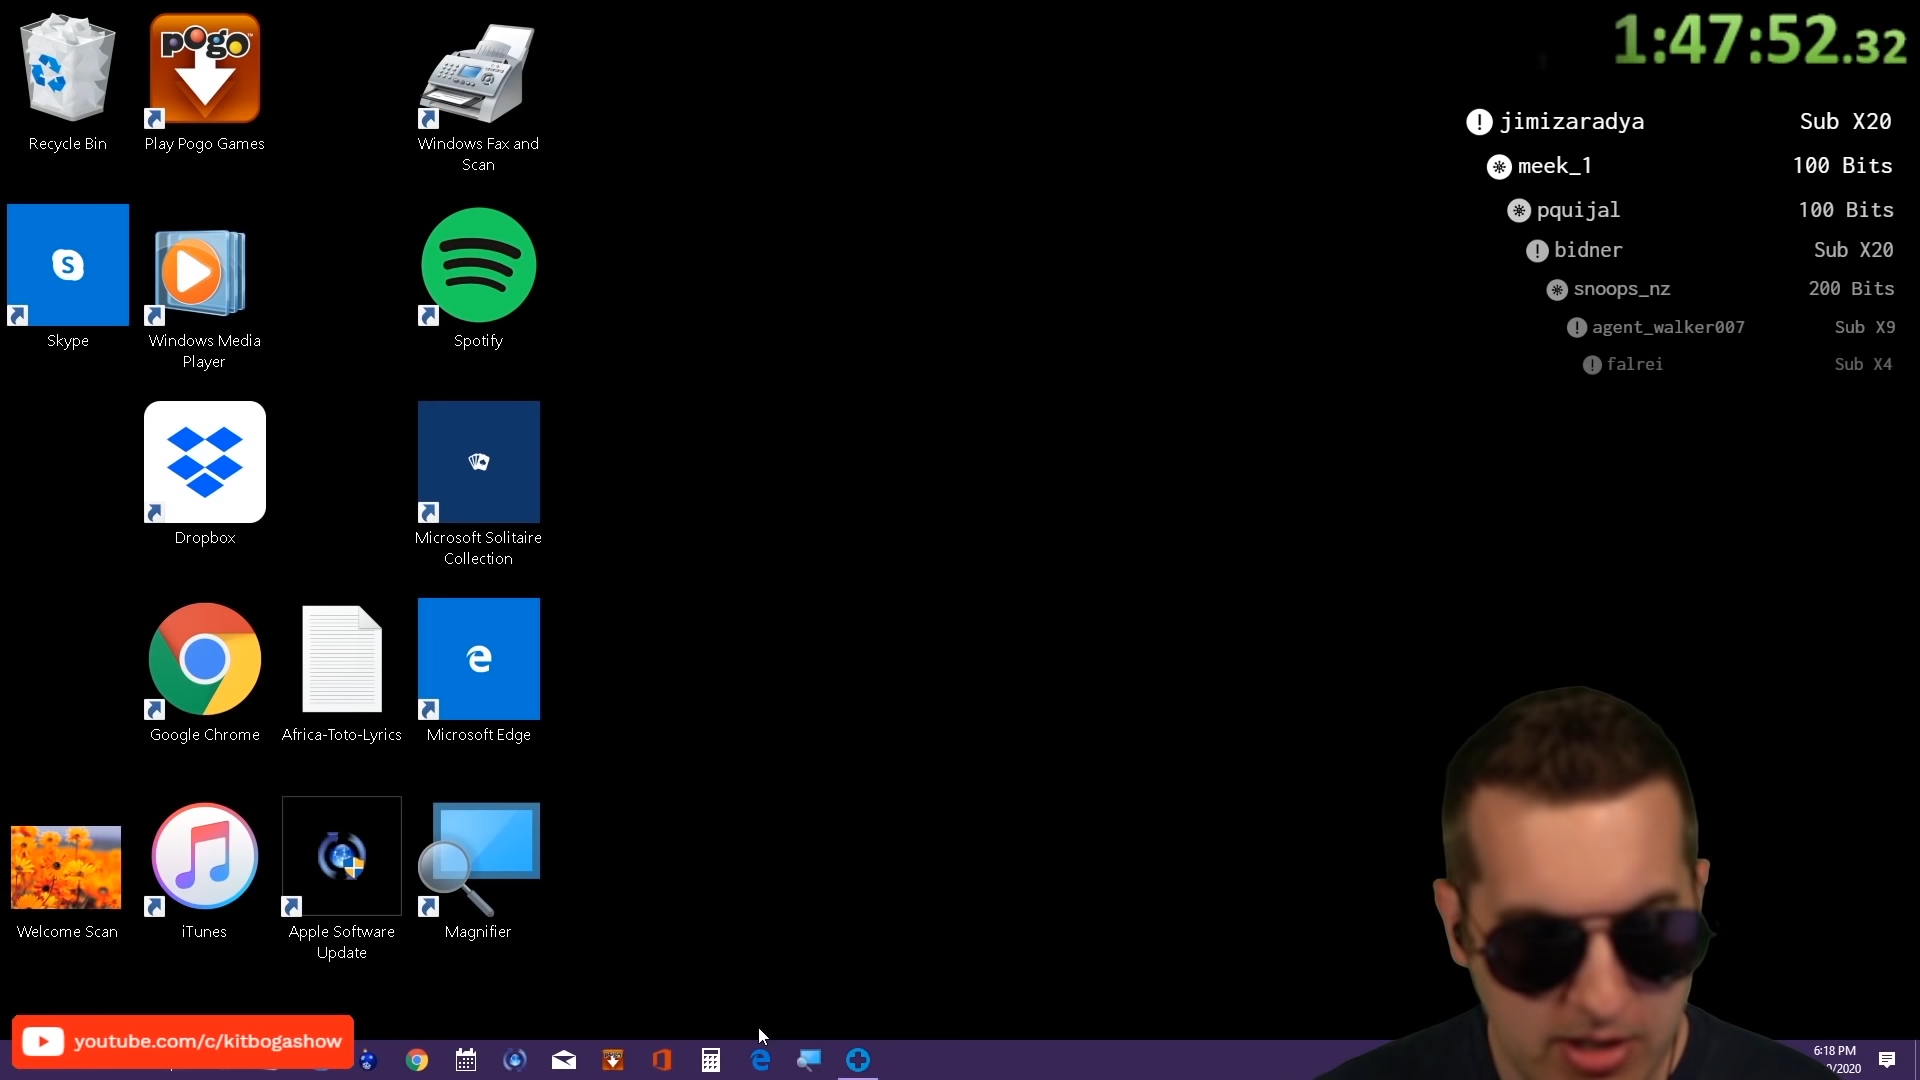 1:47:52.32
jimizaradya Sub X20
meek_1 100 Bits
pquijal 100 Bits
bidner Sub X20
snoops_nz 200 Bits
agent_walker007 Sub X9
falrei Sub X4
pogo
Recycle Bin
Play Pogo Games
Windows Fax and
Scan
S
Skype
Windows Media
Player
Spotify
Dropbox
Microsoft Solitaire
Collection
Google Chrome
Africa-Toto-Lyrics
Microsoft Edge
Welcome Scan
iTunes
Apple Software
Update
Magnifier
youtube.com/c/kitbogashow
6:18 PM
/2020